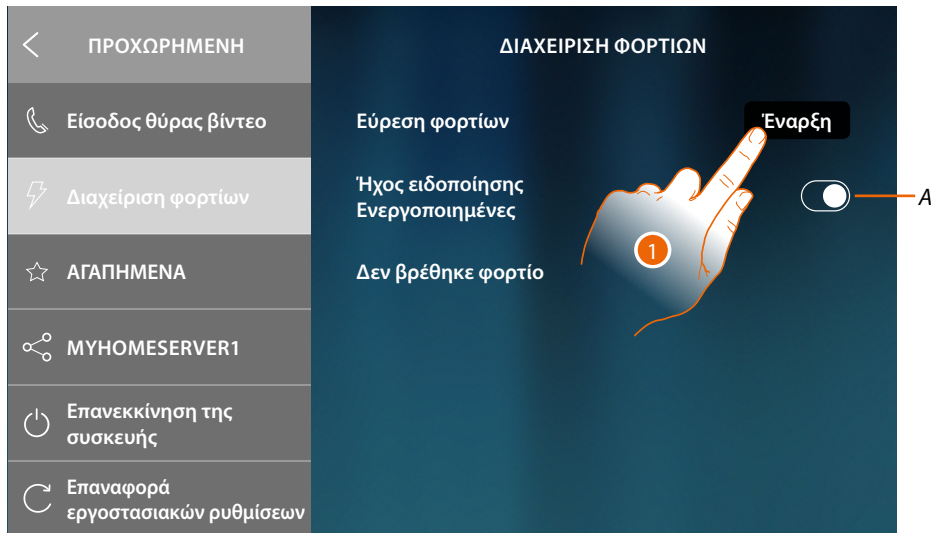 ΠΡΟΧΩΡΗΜΕΝΗ
Είσοδος θύρας βίντεο
Διαχείριση φορτίων
ΑΓΑΠΗΜΕΝΑ
MYHOMESERVER1
Επανεκκίνηση της
συσκευής
Επαναφορά
εργοστασιακών ρυθμίσεων
ΔΙΑΧΕΙΡΙΣΗ ΦΟΡΤΙΩΝ
Εύρεση φορτίων
Έναρξη
Ήχος ειδοποίησης
Ενεργοποιημένες
A
1
Δεν βρέθηκε φορτίο